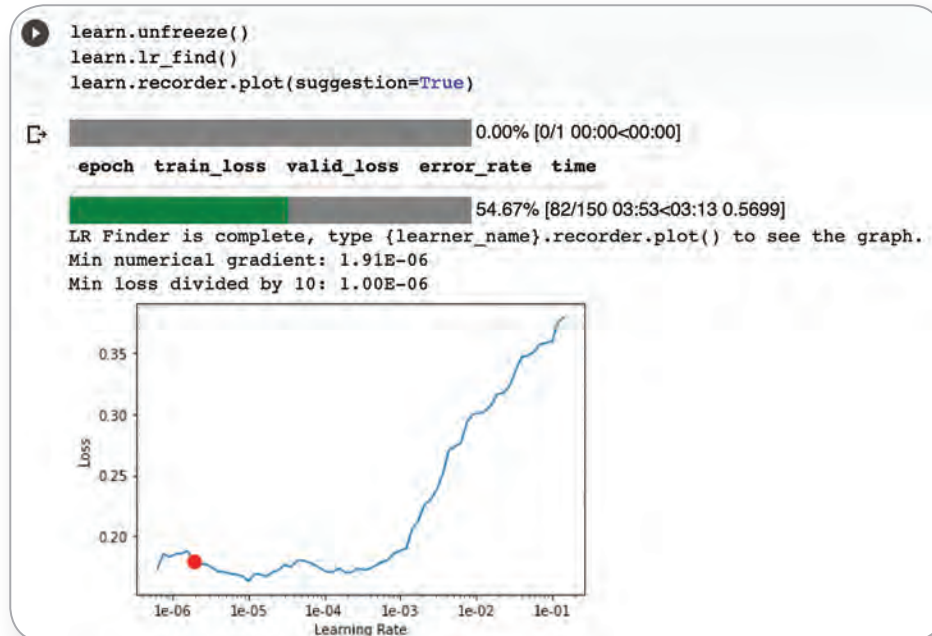 learn.unfreeze()
learn.lr_find()
learn.recorder.plot(suggestion=True)
0.00% [0/1 00:00<00:00]
epoch train_loss valid_loss error_rate time
54.67% [82/150 03:53<03:13 0.5699]
LR Finder is complete, type {learner_name}.recorder.plot() to see the graph.
Min numerical gradient: 1.91E-06
Min loss divided by 10: 1.00E-06
0.35
0.30
0.25
0.20
Loss
1e-06 1e-05 1e-04 1e-03 1e-02 1e-01
Learning Rate